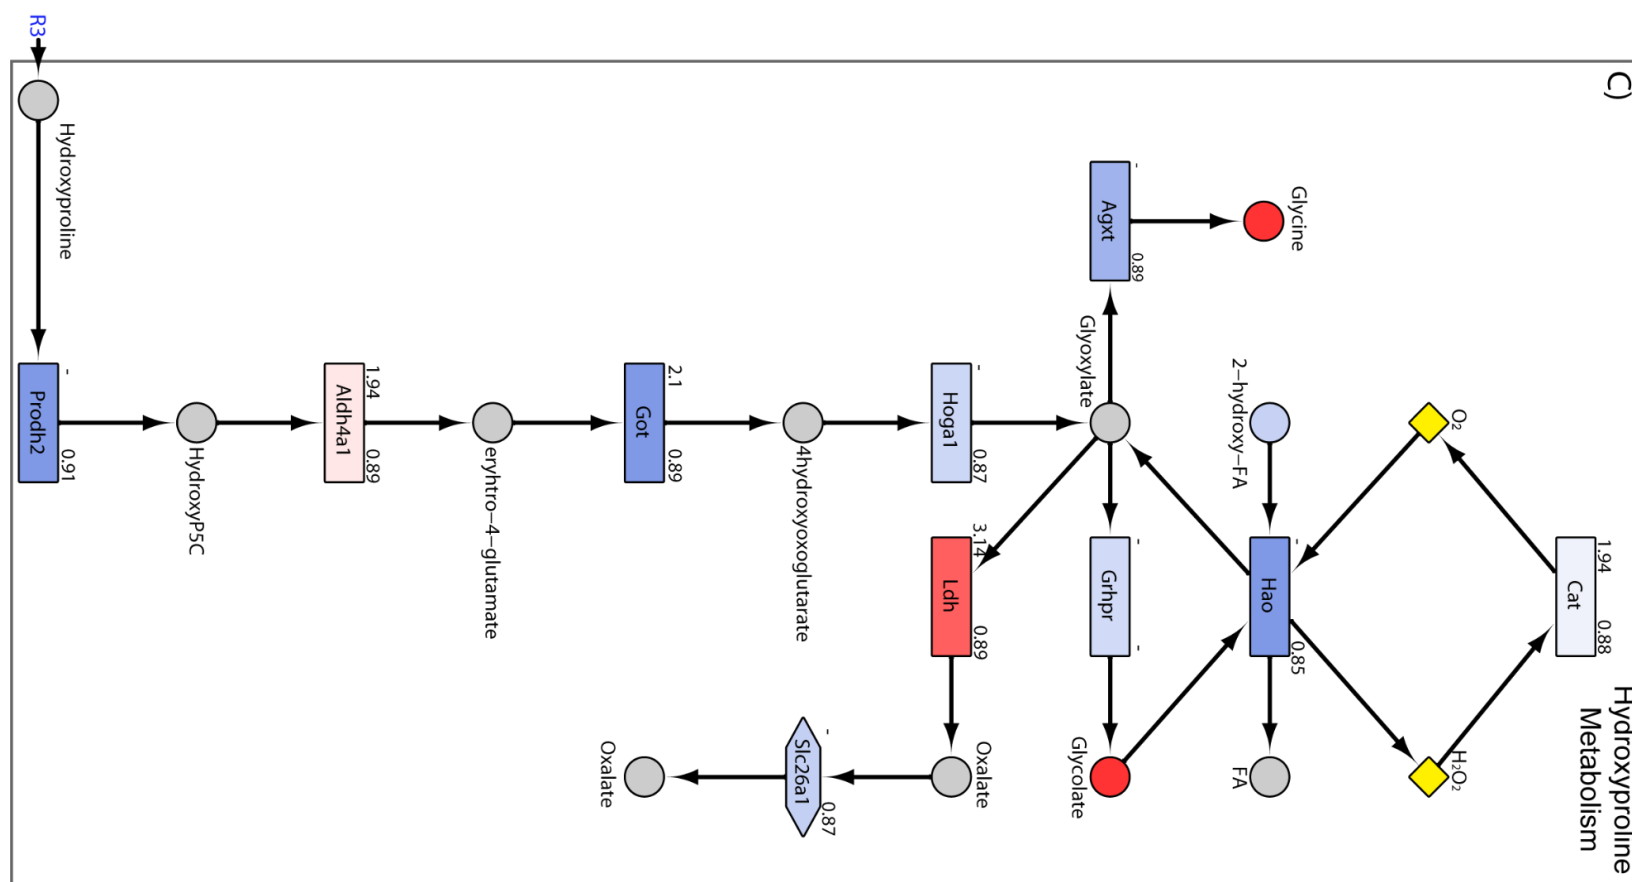 C)
Hydroxyproline
Metabolism
R3
Hydroxyproline
-
Prodh2
0.91
HydroxyP5C
1.94
Aldh4a1
0.89
eryhtro-4-glutamate
2.1
Got
0.89
4hydroxyoxoglutarate
-
Hoga1
0.87
Glyoxylate
-
Agxt
0.89
Glycine
3.14
Ldh
0.89
Oxalate
-
Slc26a1
0.87
Oxalate
-
Grhpr
-
Glycolate
2-hydroxy-FA
-
Hao
0.85
FA
O₂
H₂O₂
1.94
Cat
0.88